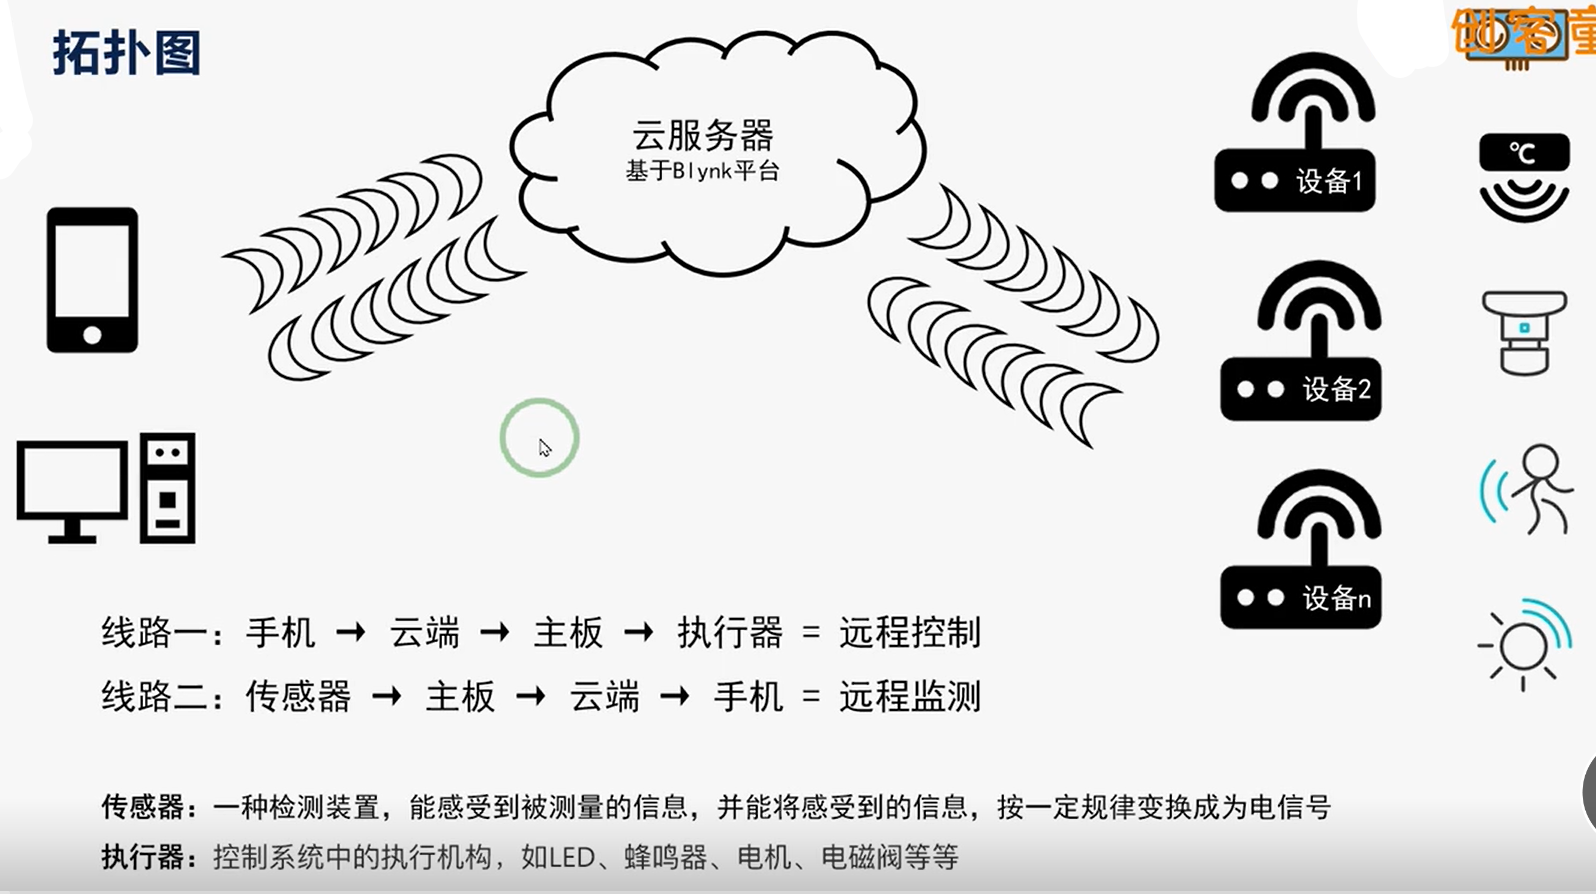 拓扑图
创客童
云服务器
基于Blynk平台
设备1
℃
设备2
设备n
线路一：手机 → 云端 → 主板 → 执行器 = 远程控制
线路二：传感器 → 主板 → 云端 → 手机 = 远程监测
传感器：一种检测装置，能感受到被测量的信息，并能将感受到的信息，按一定规律变换成为电信号
执行器：控制系统中的执行机构，如LED、蜂鸣器、电机、电磁阀等等